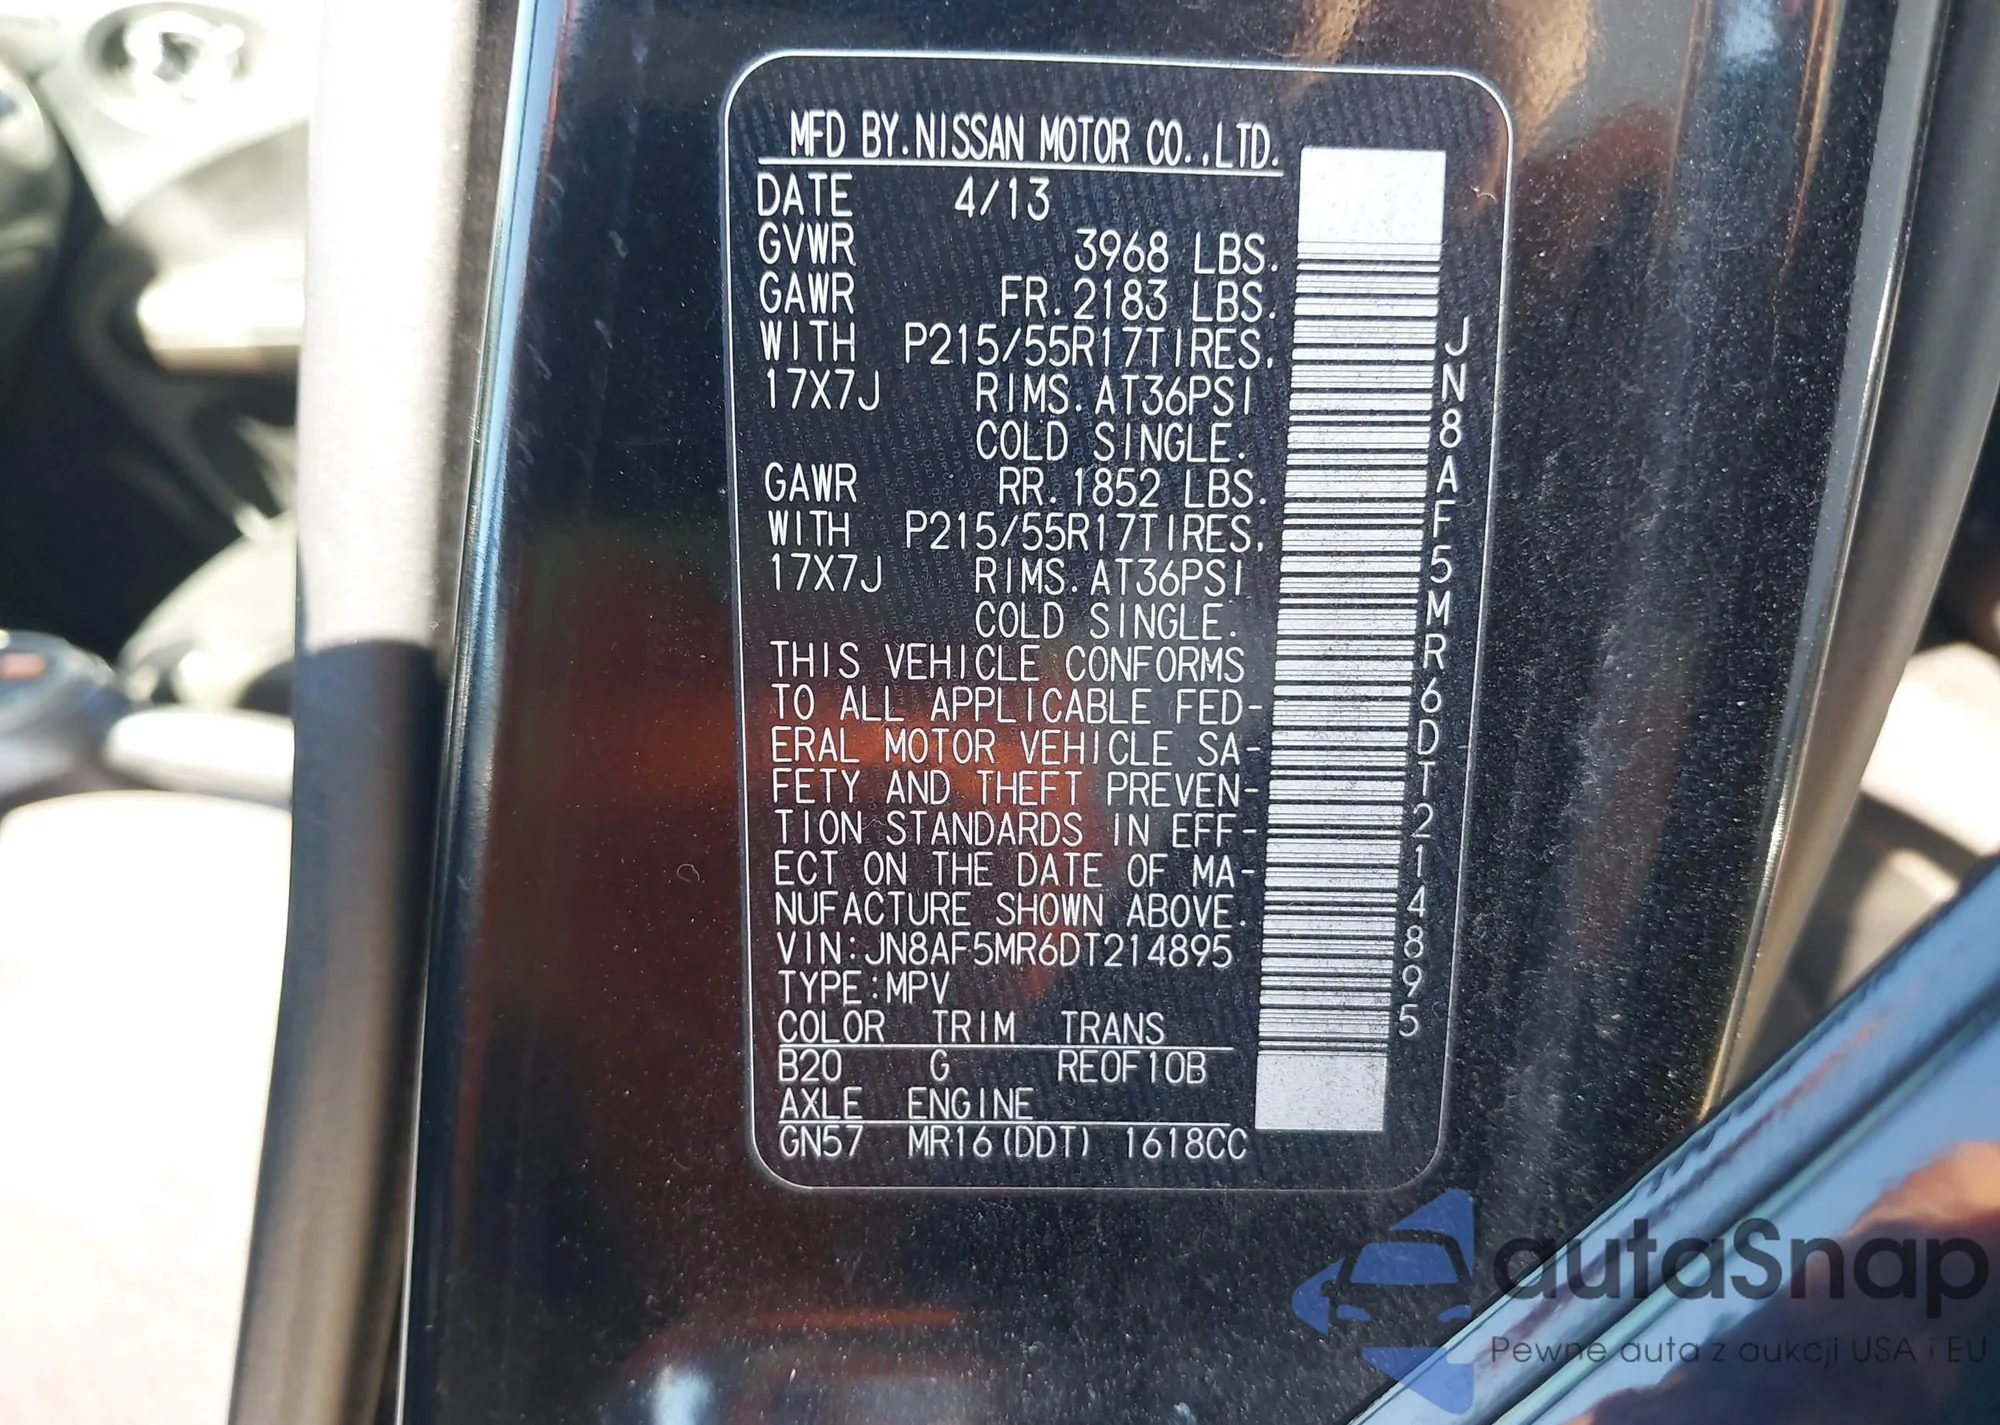 MFD BY.NISSAN MOTOR CO.,LTD.
DATE 4/13
GVWR 3968 LBS.
GAWR FR.2183 LBS.
WITH P215/55R17TIRES,
17X7J RIMS.AT36PSI
COLD SINGLE.
GAWR RR.1852 LBS.
WITH P215/55R17TIRES,
17X7J RIMS.AT36PSI
COLD SINGLE.
THIS VEHICLE CONFORMS
TO ALL APPLICABLE FED-
ERAL MOTOR VEHICLE SA-
FETY AND THEFT PREVEN-
TION STANDARDS IN EFF-
ECT ON THE DATE OF MA-
NUFACTURE SHOWN ABOVE.
VIN:JN8AF5MR6DT214895
TYPE:MPV
COLOR TRIM TRANS
B20 G RE0F10B
AXLE ENGINE
GN57 MR16(DDT) 1618CC
JN8AF5MR6DT214895
autaSnap
Pewne auta z aukcji USA i EU